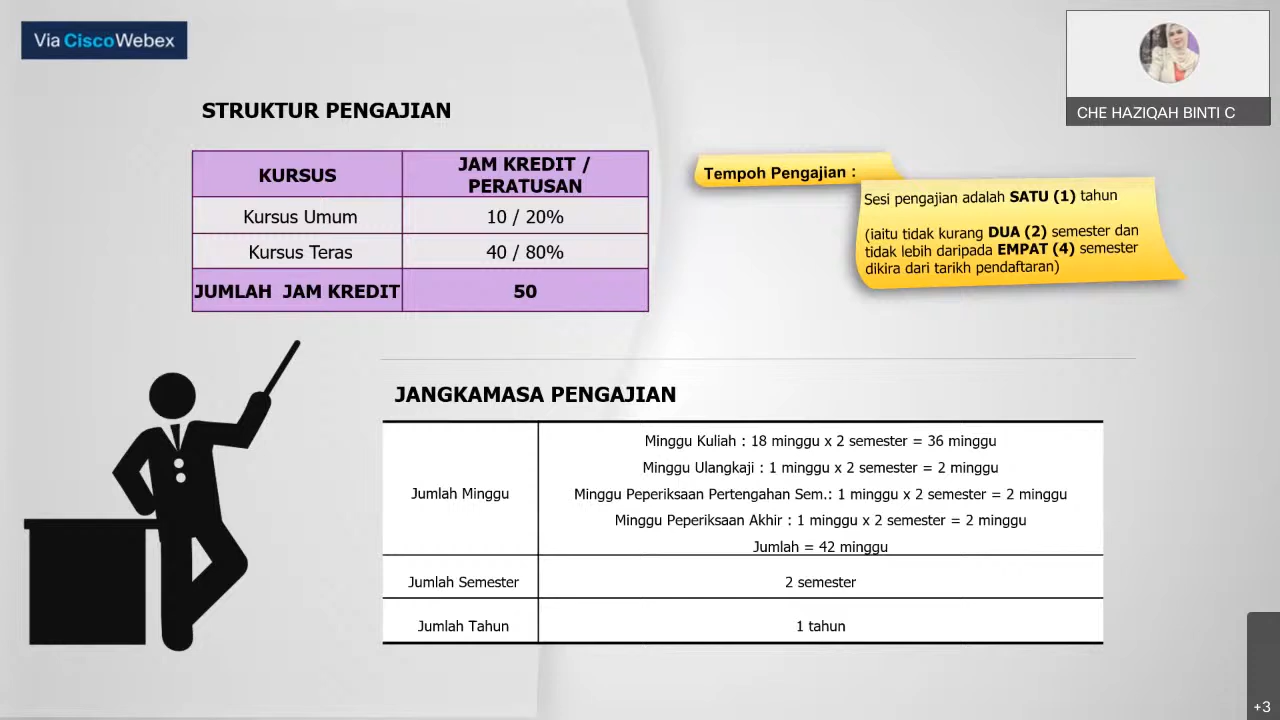 Via CiscoWebex
CHE HAZIQAH BINTI C
STRUKTUR PENGAJIAN
KURSUS
JAM KREDIT /
PERATUSAN
Kursus Umum
10 / 20%
Kursus Teras
40 / 80%
JUMLAH JAM KREDIT
50
Tempoh Pengajian :
Sesi pengajian adalah SATU (1) tahun
(iaitu tidak kurang DUA (2) semester dan
tidak lebih daripada EMPAT (4) semester
dikira dari tarikh pendaftaran)
JANGKAMASA PENGAJIAN
Jumlah Minggu
Minggu Kuliah : 18 minggu x 2 semester = 36 minggu
Minggu Ulangkaji : 1 minggu x 2 semester = 2 minggu
Minggu Peperiksaan Pertengahan Sem.: 1 minggu x 2 semester = 2 minggu
Minggu Peperiksaan Akhir : 1 minggu x 2 semester = 2 minggu
Jumlah = 42 minggu
Jumlah Semester
2 semester
Jumlah Tahun
1 tahun
+3